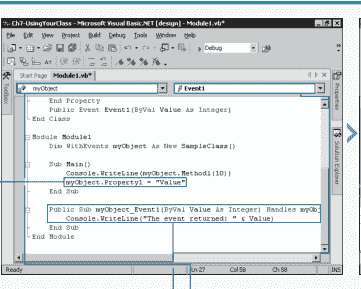 Ch7-UsingYourClass - Microsoft Visual Basic.NET [design] - Module1.vb*
File Edit View Project Build Debug Tools Window Help
Debug
Start Page Module1.vb*
myObject Event1
Toolbox
Properties
Solution Explorer
End Property
Public Event Event1(ByVal Value As Integer)
End Class
Module Module1
Dim WithEvents myObject As New SampleClass()
Sub Main()
Console.WriteLine(myObject.Method1(10))
myObject.Property1 = "Value"
End Sub
Public Sub myObject_Event1(ByVal Value As Integer) Handles myObj
Console.WriteLine("The event returned: " & Value)
End Sub
End Module
Ready Ln 27 Col 58 Ch 58 INS